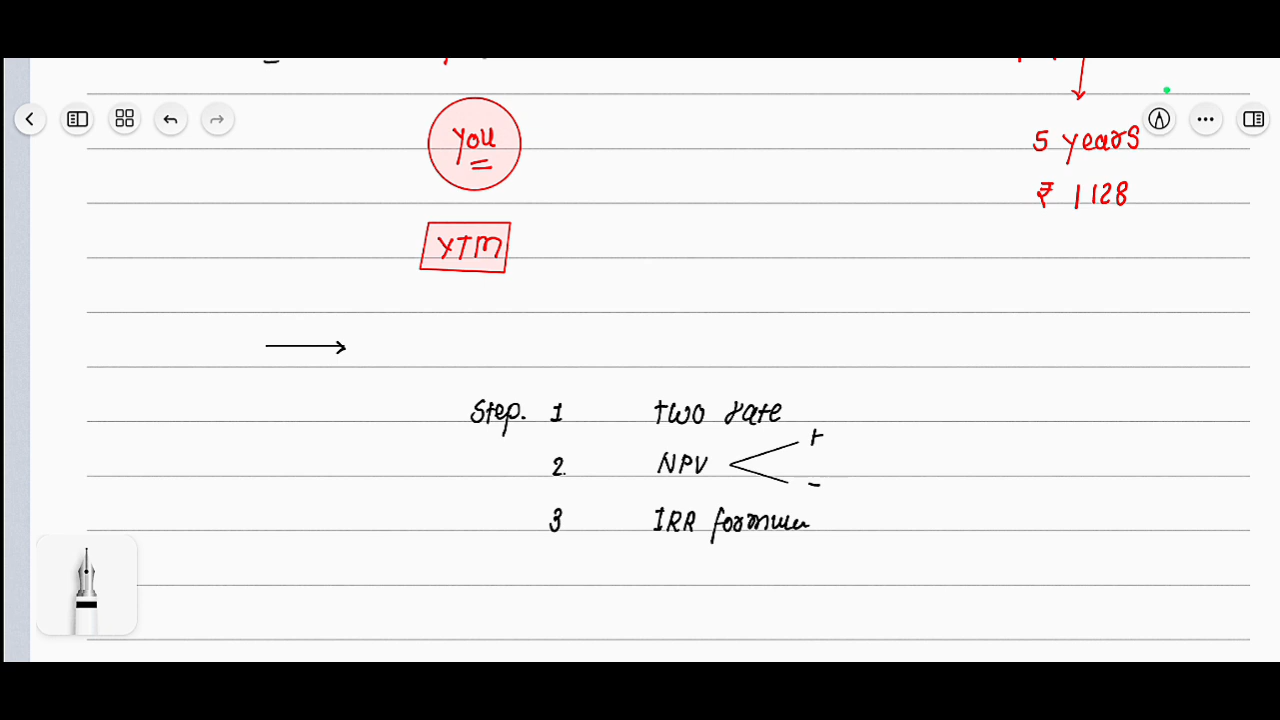 you
5 years
₹ 1128
YTM
Step. 1 two rate
2. NPV + -
3 IRR formula